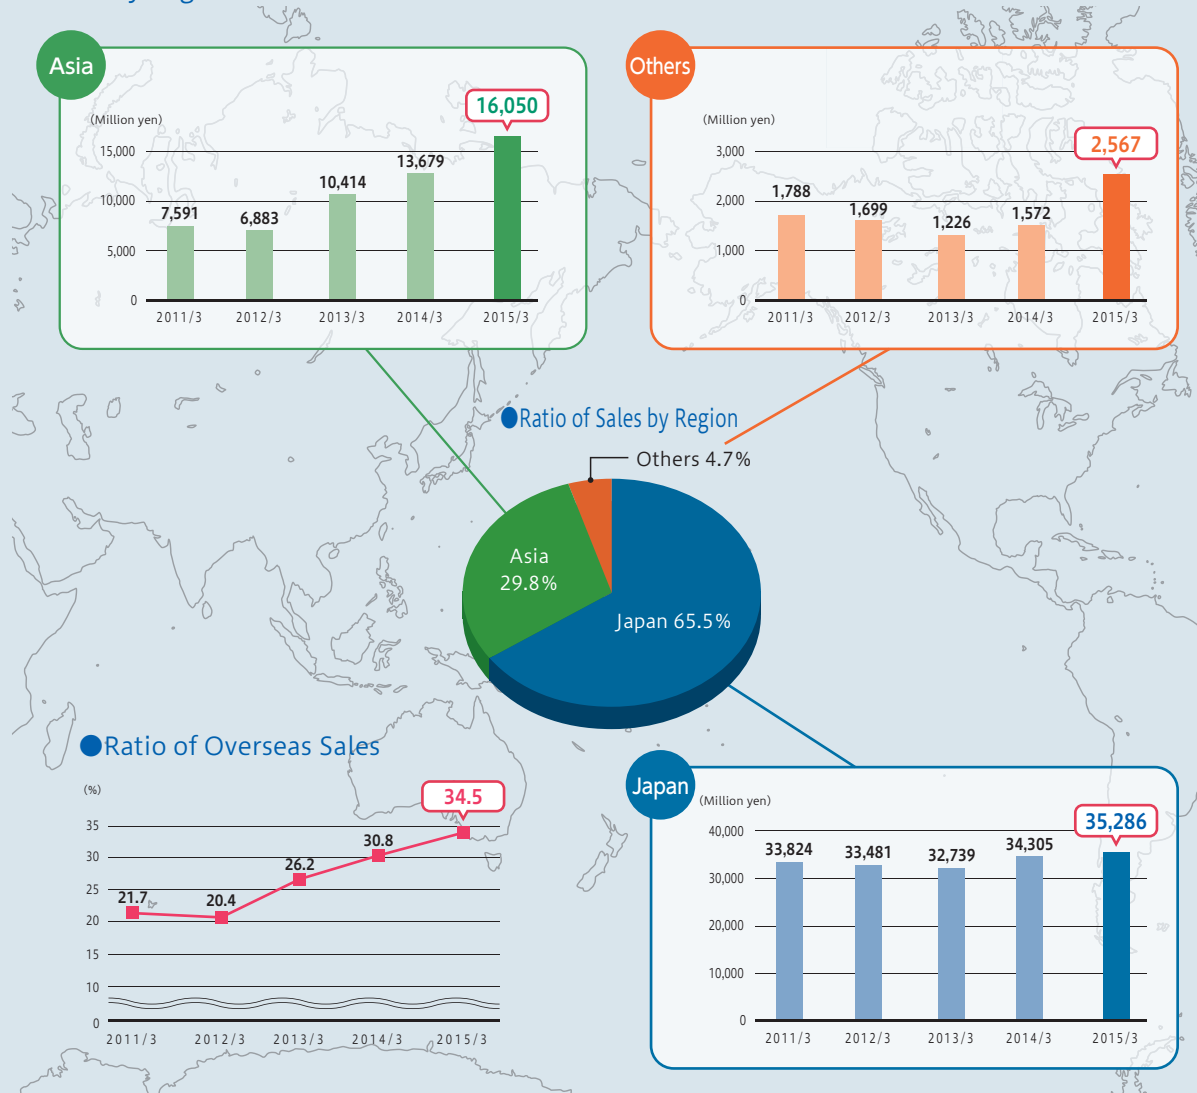 Asia
(Million yen)
16,050
15,000
10,000
5,000
0
7,591
6,883
10,414
13,679
2011/3 2012/3 2013/3 2014/3 2015/3
Others
(Million yen)
2,567
3,000
2,000
1,000
0
1,788
1,699
1,226
1,572
2011/3 2012/3 2013/3 2014/3 2015/3
Ratio of Sales by Region
Others 4.7%
Asia
29.8%
Japan 65.5%
Ratio of Overseas Sales
(%)
34.5
35
30
25
20
15
10
0
21.7
20.4
26.2
30.8
2011/3 2012/3 2013/3 2014/3 2015/3
Japan
(Million yen)
35,286
40,000
30,000
20,000
10,000
0
33,824
33,481
32,739
34,305
2011/3 2012/3 2013/3 2014/3 2015/3